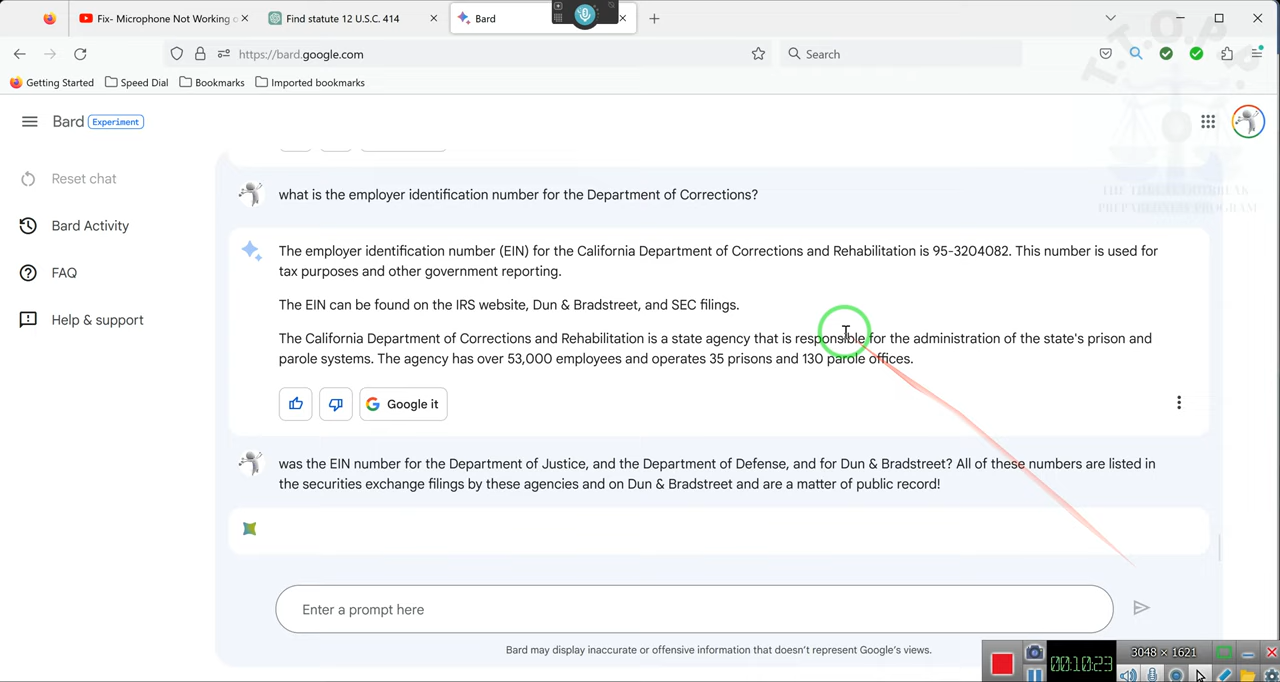 Fix- Microphone Not Working o
Find statute 12 U.S.C. 414
Bard
https://bard.google.com
Search
Getting Started
Speed Dial
Bookmarks
Imported bookmarks
T.T.O.P.P.
THE THREAT OUTBREAK
PREPAREDNESS PROGRAM
Bard Experiment
Reset chat
Bard Activity
FAQ
Help & support
what is the employer identification number for the Department of Corrections?
The employer identification number (EIN) for the California Department of Corrections and Rehabilitation is 95-3204082. This number is used for
tax purposes and other government reporting.
The EIN can be found on the IRS website, Dun & Bradstreet, and SEC filings.
The California Department of Corrections and Rehabilitation is a state agency that is responsible for the administration of the state's prison and
parole systems. The agency has over 53,000 employees and operates 35 prisons and 130 parole offices.
Google it
was the EIN number for the Department of Justice, and the Department of Defense, and for Dun & Bradstreet? All of these numbers are listed in
the securities exchange filings by these agencies and on Dun & Bradstreet and are a matter of public record!
Enter a prompt here
Bard may display inaccurate or offensive information that doesn't represent Google's views.
3048 × 1621
00:10:23